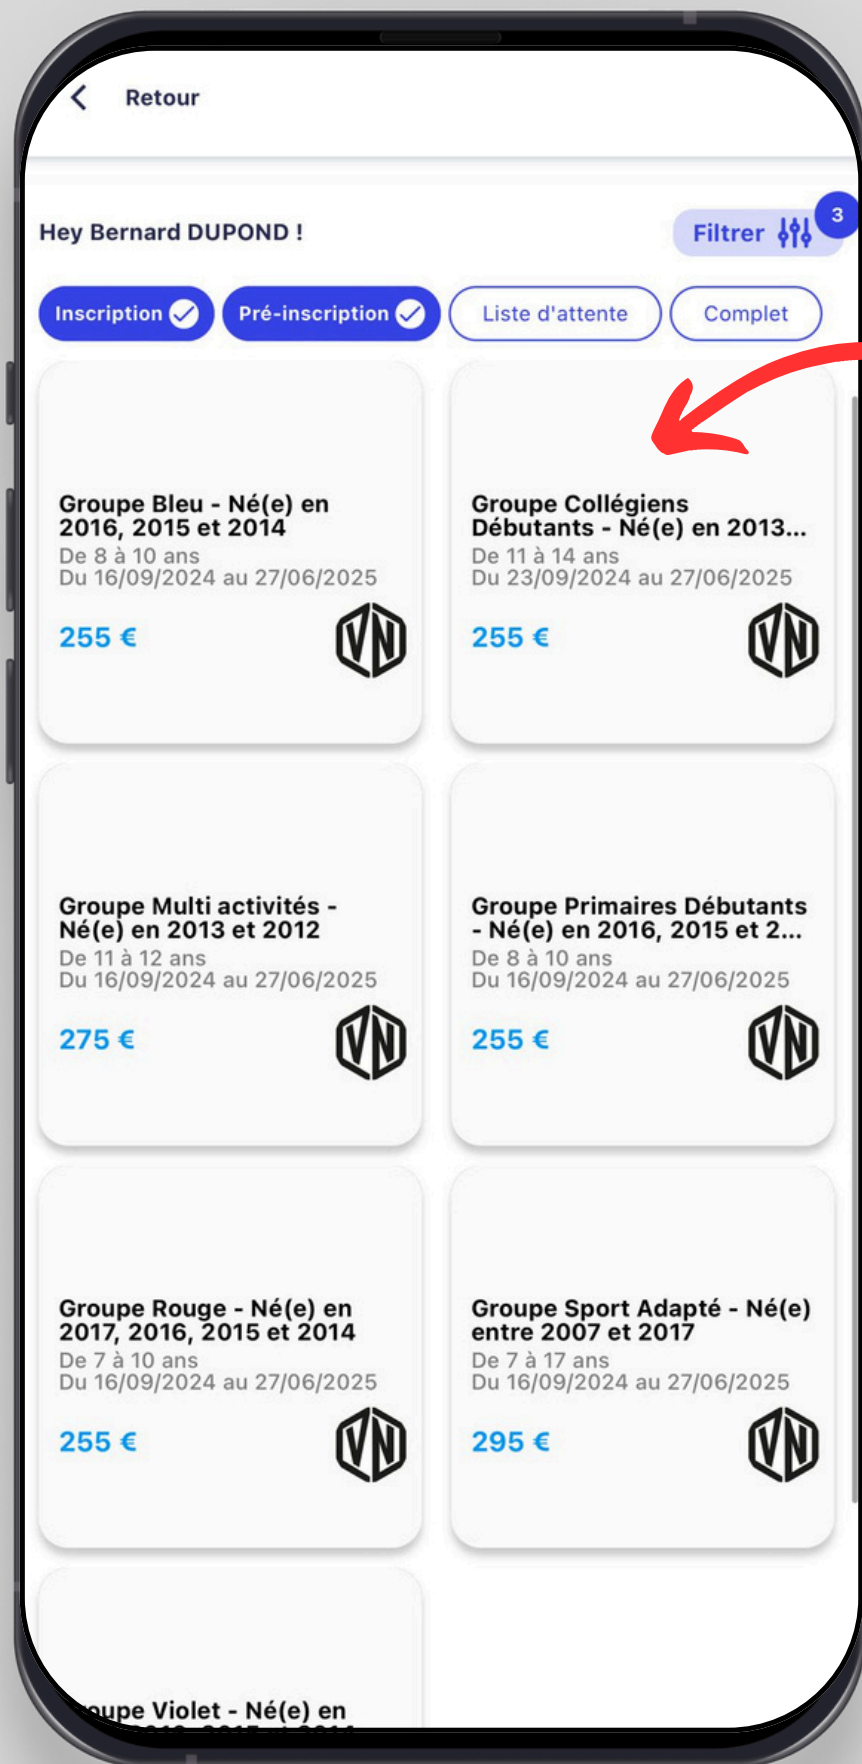 Retour
Hey Bernard DUPOND !
Filtrer 3
Inscription Pré-inscription Liste d'attente Complet
Groupe Bleu - Né(e) en
2016, 2015 et 2014
De 8 à 10 ans
Du 16/09/2024 au 27/06/2025
255 €
VN
Groupe Collégiens
Débutants - Né(e) en 2013...
De 11 à 14 ans
Du 23/09/2024 au 27/06/2025
255 €
VN
Groupe Multi activités -
Né(e) en 2013 et 2012
De 11 à 12 ans
Du 16/09/2024 au 27/06/2025
275 €
VN
Groupe Primaires Débutants
- Né(e) en 2016, 2015 et 2...
De 8 à 10 ans
Du 16/09/2024 au 27/06/2025
255 €
VN
Groupe Rouge - Né(e) en
2017, 2016, 2015 et 2014
De 7 à 10 ans
Du 16/09/2024 au 27/06/2025
255 €
VN
Groupe Sport Adapté - Né(e)
entre 2007 et 2017
De 7 à 17 ans
Du 16/09/2024 au 27/06/2025
295 €
VN
oupe Violet - Né(e) en